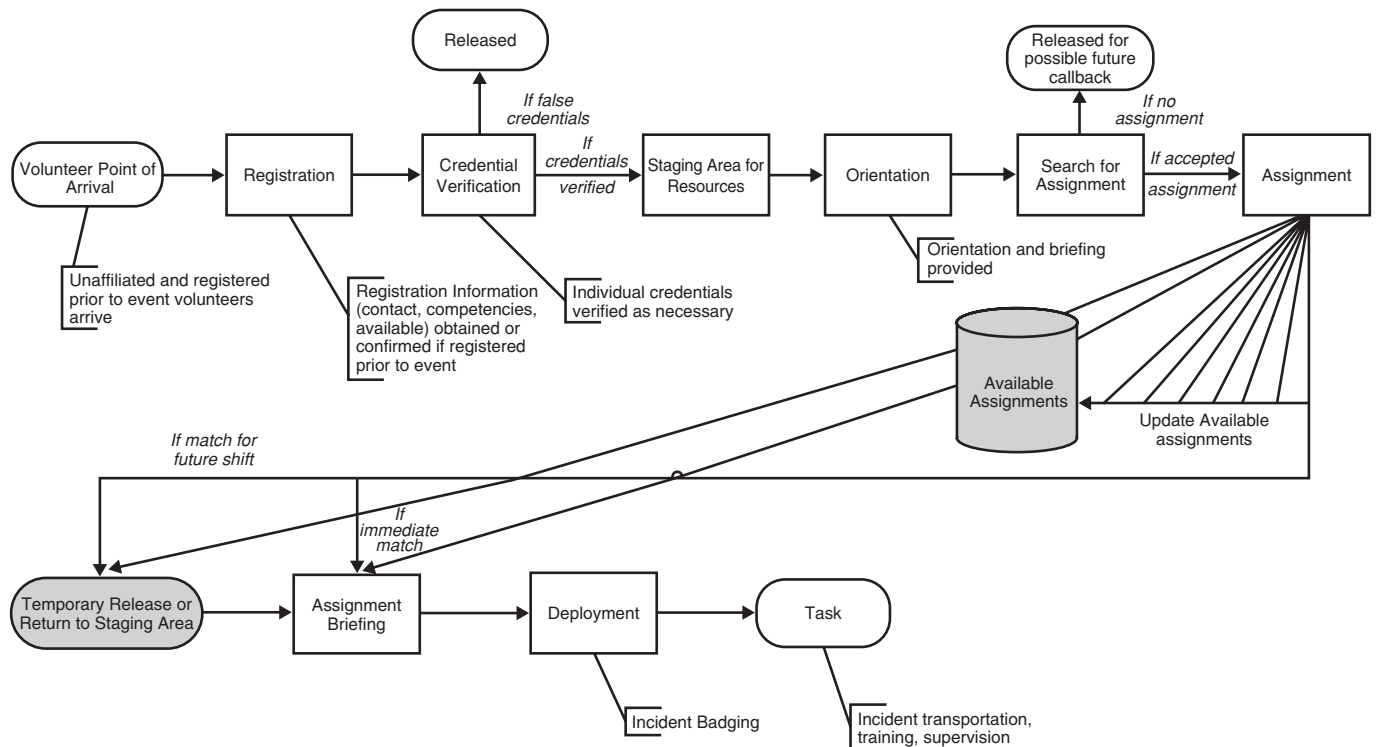 Released
Released for
possible future
callback
If false
credentials
If no
assignment
Volunteer Point of
Arrival
Registration
Credential
Verification
If
credentials
verified
Staging Area for
Resources
Orientation
Search for
Assignment
If accepted
assignment
Assignment
Unaffiliated and registered
prior to event volunteers
arrive
Registration Information
(contact, competencies,
available) obtained or
confirmed if registered
prior to event
Individual credentials
verified as necessary
Orientation and briefing
provided
Available
Assignments
Update Available
assignments
If match for
future shift
If
immediate
match
Temporary Release or
Return to Staging Area
Assignment
Briefing
Deployment
Task
Incident Badging
Incident transportation,
training, supervision